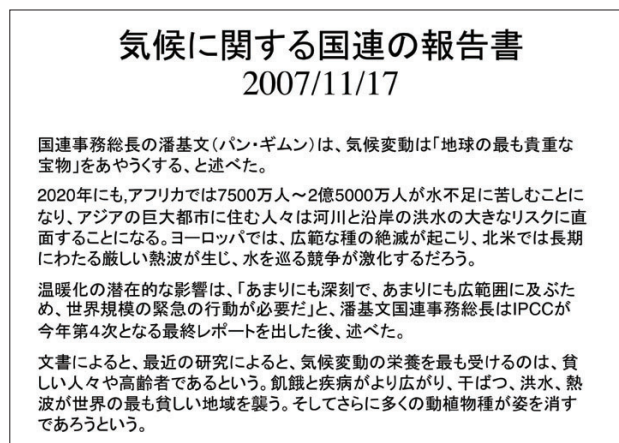 気候に関する国連の報告書
2007/11/17
国連事務総長の潘基文（パン・ギムン）は、気候変動は「地球の最も貴重な
宝物」をあやうくする、と述べた。
2020年にも,アフリカでは7500万人～2億5000万人が水不足に苦しむことに
なり、アジアの巨大都市に住む人々は河川と沿岸の洪水の大きなリスクに直
面することになる。ヨーロッパでは、広範な種の絶滅が起こり、北米では長期
にわたる厳しい熱波が生じ、水を巡る競争が激化するだろう。
温暖化の潜在的な影響は、「あまりにも深刻で、あまりにも広範囲に及ぶた
め、世界規模の緊急の行動が必要だ」と、潘基文国連事務総長はIPCCが
今年第4次となる最終レポートを出した後、述べた。
文書によると、最近の研究によると、気候変動の栄養を最も受けるのは、貧
しい人々や高齢者であるという。飢餓と疾病がより広がり、干ばつ、洪水、熱
波が世界の最も貧しい地域を襲う。そしてさらに多くの動植物種が姿を消す
であろうという。